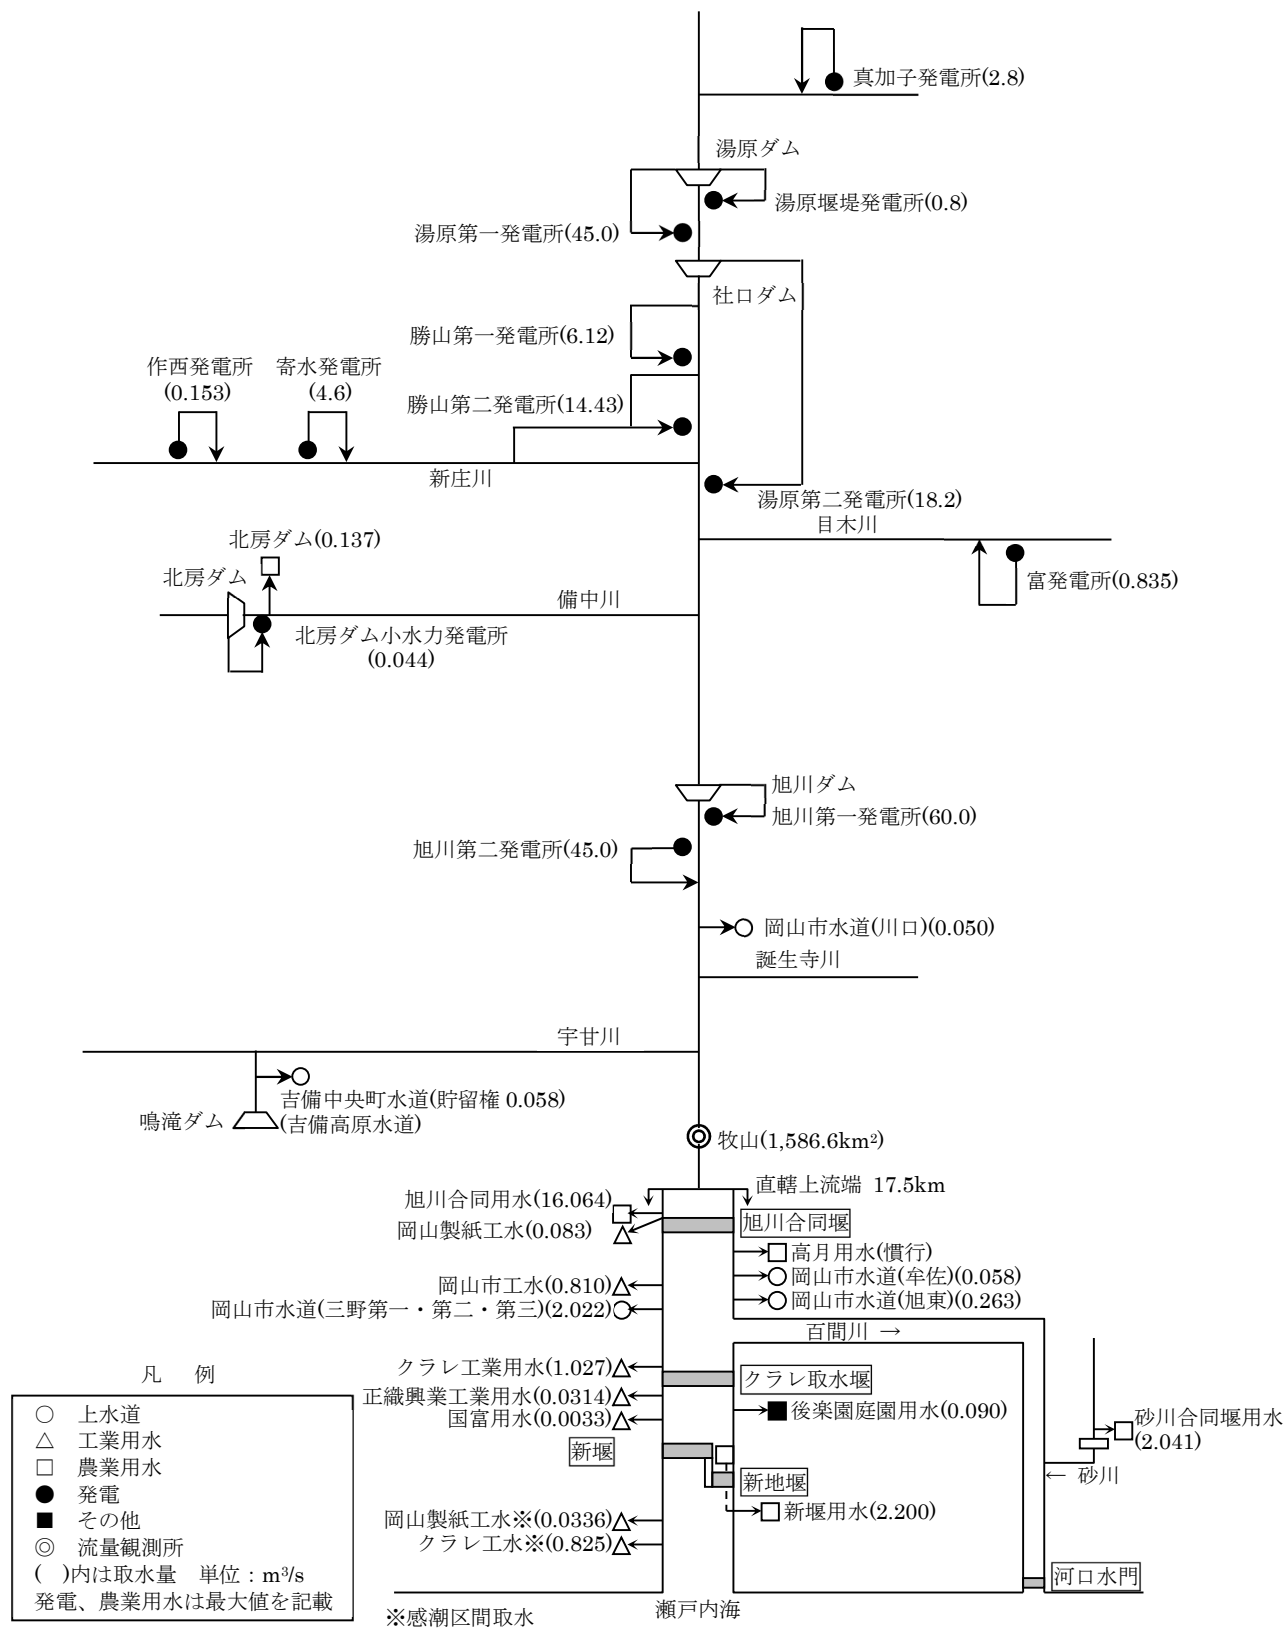 真加子発電所(2.8)
湯原ダム
湯原堰堤発電所(0.8)
湯原第一発電所(45.0)
社口ダム
勝山第一発電所(6.12)
作西発電所
(0.153)
寄水発電所
(4.6)
勝山第二発電所(14.43)
新庄川
湯原第二発電所(18.2)
目木川
北房ダム(0.137)
北房ダム
備中川
富発電所(0.835)
北房ダム小水力発電所
(0.044)
旭川ダム
旭川第一発電所(60.0)
旭川第二発電所(45.0)
岡山市水道(川口)(0.050)
誕生寺川
宇甘川
吉備中央町水道(貯留権 0.058)
(吉備高原水道)
鳴滝ダム
牧山(1,586.6km²)
直轄上流端 17.5km
旭川合同用水(16.064)
岡山製紙工水(0.083)
旭川合同堰
高月用水(慣行)
岡山市水道(牟佐)(0.058)
岡山市工水(0.810)
岡山市水道(旭東)(0.263)
岡山市水道(三野第一・第二・第三)(2.022)
百間川 →
クラレ工業用水(1.027)
クラレ取水堰
正織興業工業用水(0.0314)
国富用水(0.0033)
後楽園庭園用水(0.090)
砂川合同堰用水
(2.041)
新堰
← 砂川
新地堰
新堰用水(2.200)
岡山製紙工水※(0.0336)
クラレ工水※(0.825)
河口水門
瀬戸内海
※感潮区間取水
凡 例
○ 上水道
△ 工業用水
□ 農業用水
● 発電
■ その他
◎ 流量観測所
( )内は取水量 単位：m³/s
発電、農業用水は最大値を記載